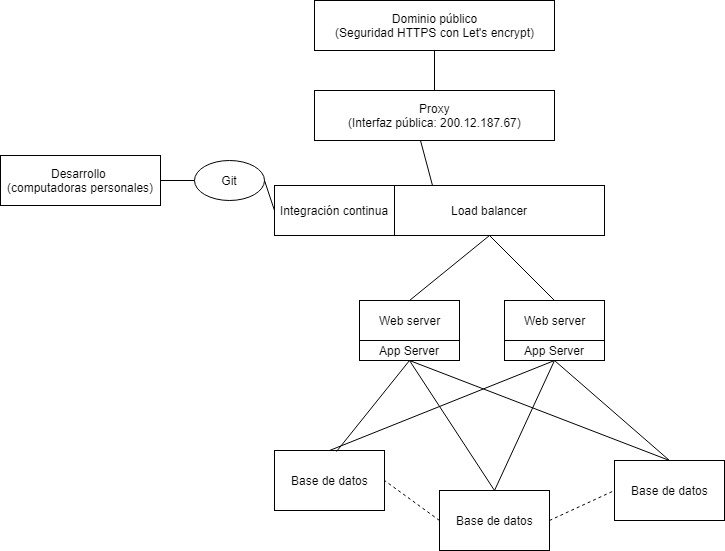 Dominio público
(Seguridad HTTPS con Let's encrypt)
Proxy
(Interfaz pública: 200.12.187.67)
Desarrollo
(computadoras personales)
Git
Integración continua
Load balancer
Web server
Web server
App Server
App Server
Base de datos
Base de datos
Base de datos